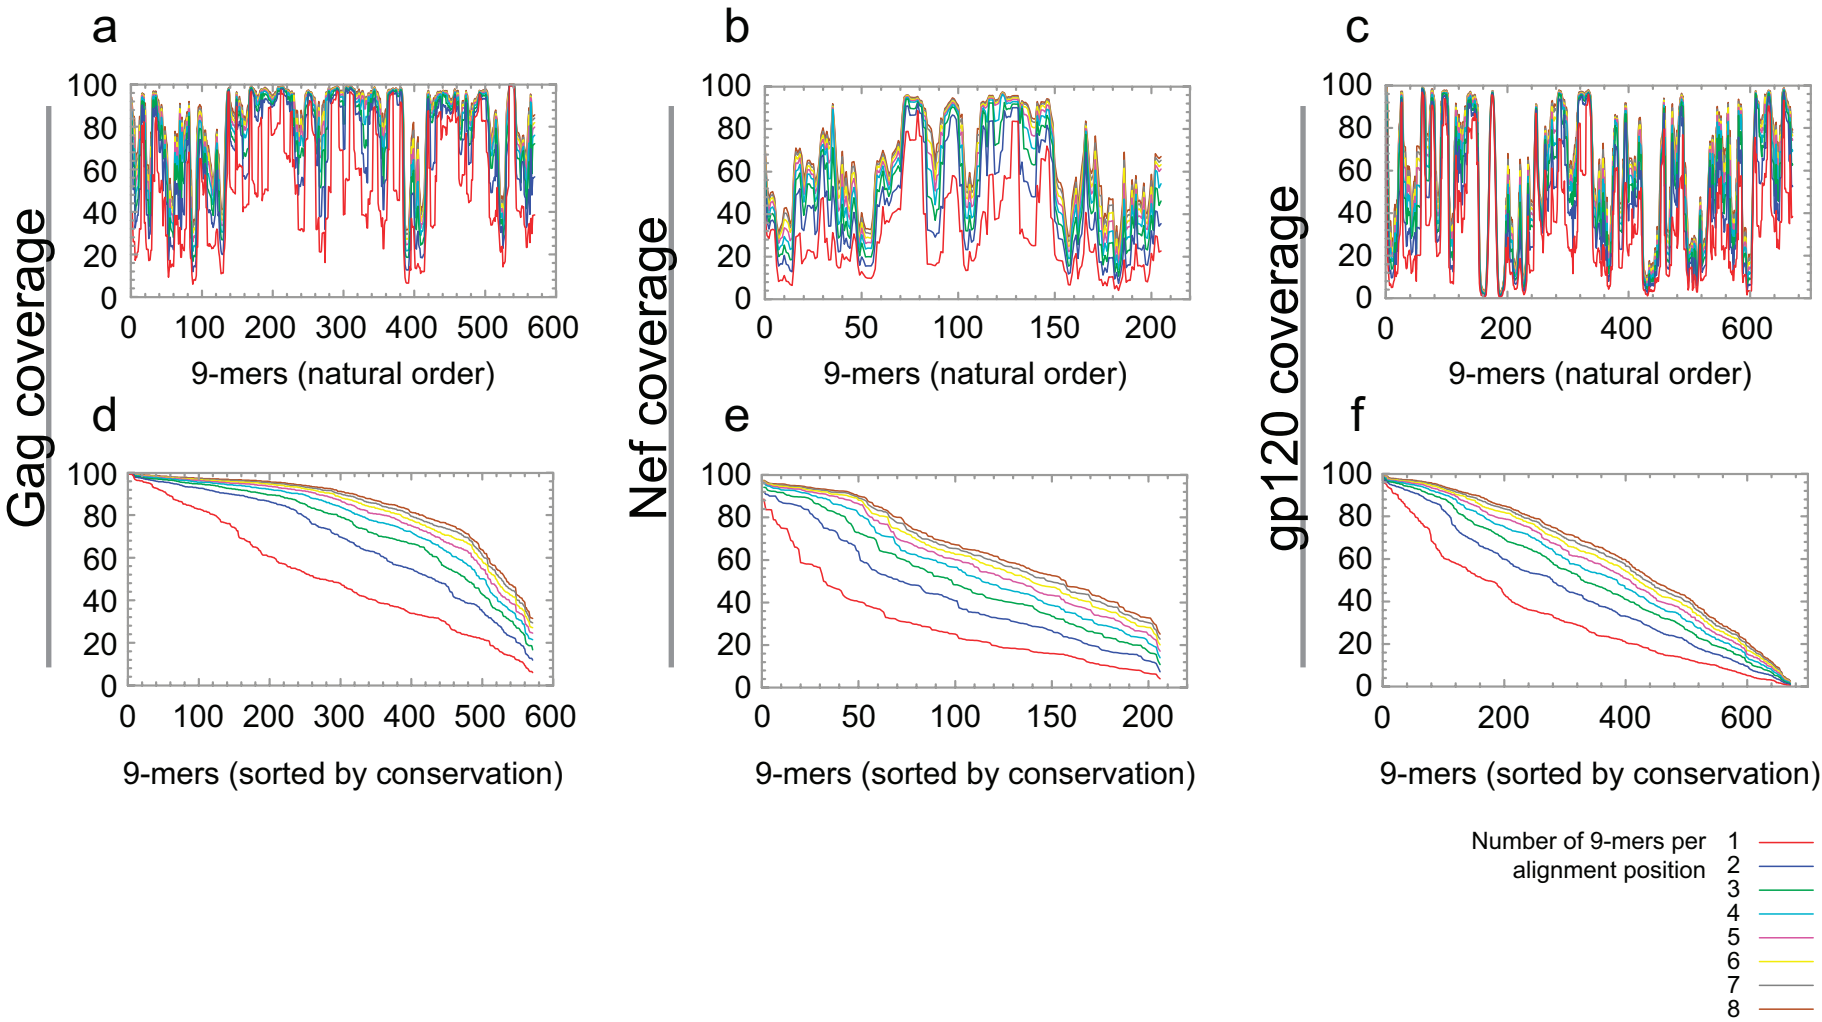 a
b
c
Gag coverage
100
80
60
40
20
0
0 100 200 300 400 500 600
9-mers (natural order)
Nef coverage
100
80
60
40
20
0
0 50 100 150 200
9-mers (natural order)
gp120 coverage
100
80
60
40
20
0
0 200 400 600
9-mers (natural order)
d
100
80
60
40
20
0
0 100 200 300 400 500 600
9-mers (sorted by conservation)
e
100
80
60
40
20
0
0 50 100 150 200
9-mers (sorted by conservation)
f
100
80
60
40
20
0
0 200 400 600
9-mers (sorted by conservation)
Number of 9-mers per
alignment position
1
2
3
4
5
6
7
8